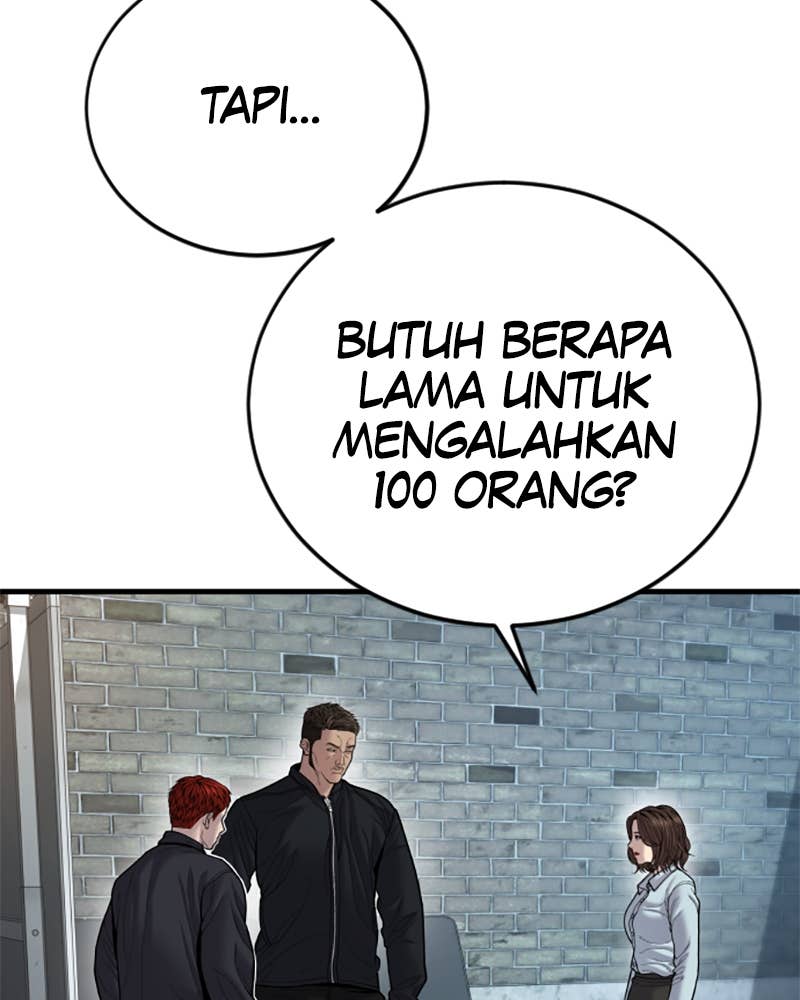 TAPI...
BUTUH BERAPA
LAMA UNTUK
MENGALAHKAN
100 ORANG?